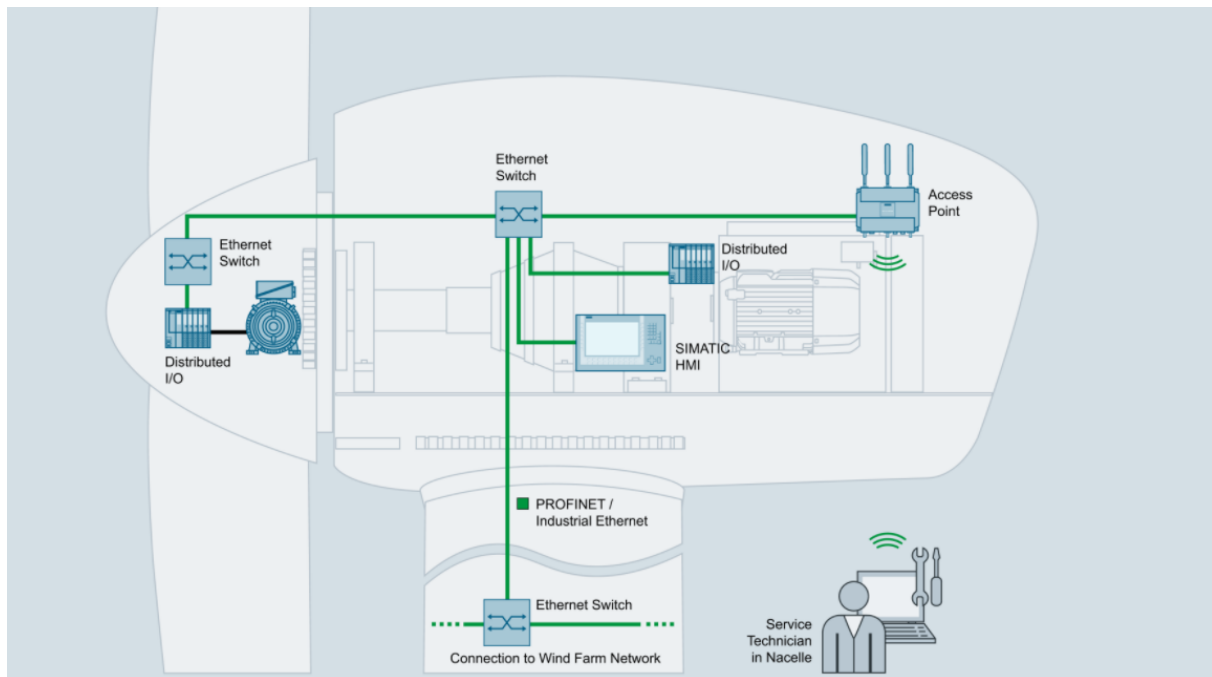 Ethernet
Switch
Access
Point
Ethernet
Switch
Distributed
I/O
SIMATIC
HMI
Distributed
I/O
PROFINET /
Industrial Ethernet
Ethernet Switch
Connection to Wind Farm Network
Service
Technician
in Nacelle